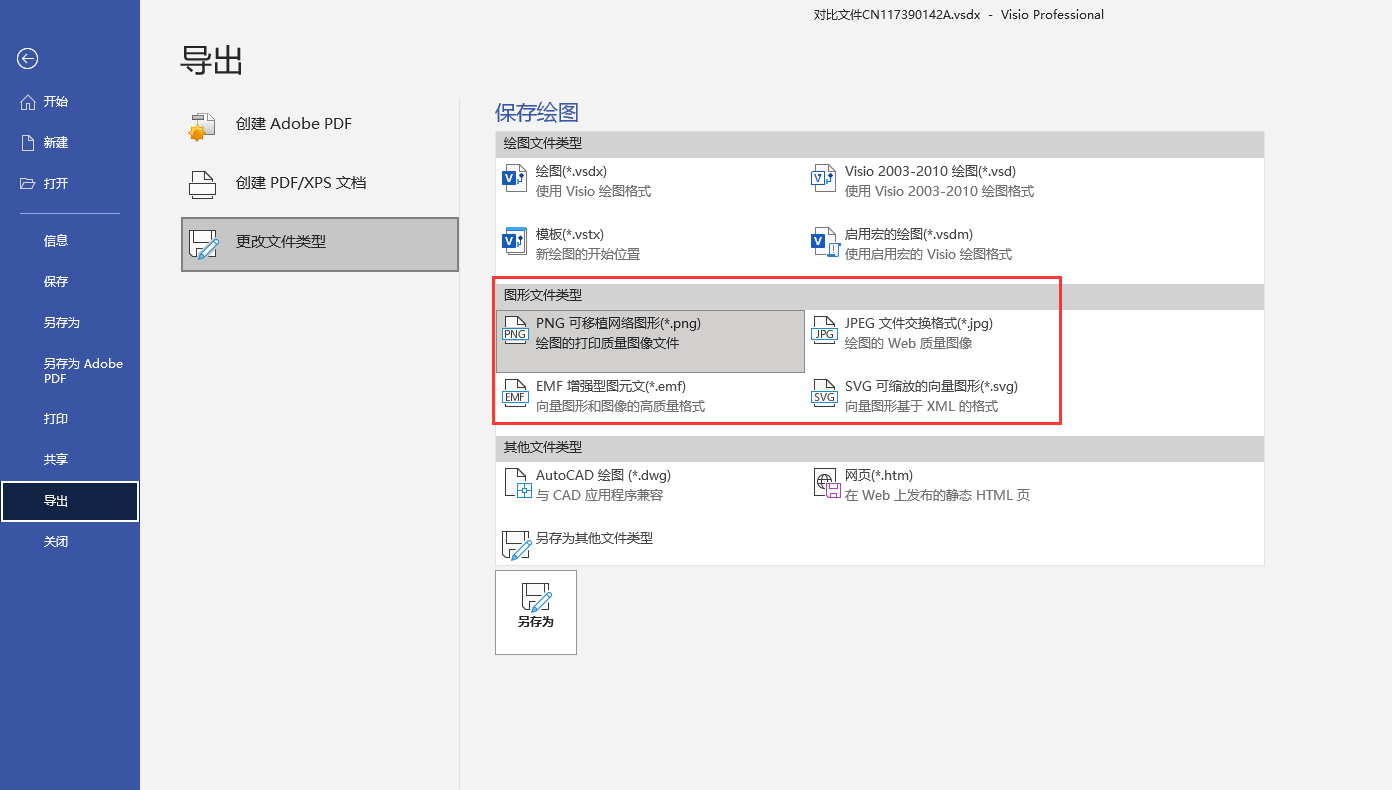 对比文件CN117390142A.vsdx - Visio Professional
开始
新建
打开
信息
保存
另存为
另存为 Adobe
PDF
打印
共享
导出
关闭
导出
创建 Adobe PDF
创建 PDF/XPS 文档
更改文件类型
保存绘图
绘图文件类型
绘图(*.vsdx)
使用 Visio 绘图格式
Visio 2003-2010 绘图(*.vsd)
使用 Visio 2003-2010 绘图格式
模板(*.vstx)
新绘图的开始位置
启用宏的绘图(*.vsdm)
使用启用宏的 Visio 绘图格式
图形文件类型
PNG
PNG 可移植网络图形(*.png)
绘图的打印质量图像文件
JPG
JPEG 文件交换格式(*.jpg)
绘图的 Web 质量图像
EMF
EMF 增强型图元文(*.emf)
向量图形和图像的高质量格式
SVG
SVG 可缩放的向量图形(*.svg)
向量图形基于 XML 的格式
其他文件类型
AutoCAD 绘图 (*.dwg)
与 CAD 应用程序兼容
网页(*.htm)
在 Web 上发布的静态 HTML 页
另存为其他文件类型
另存为